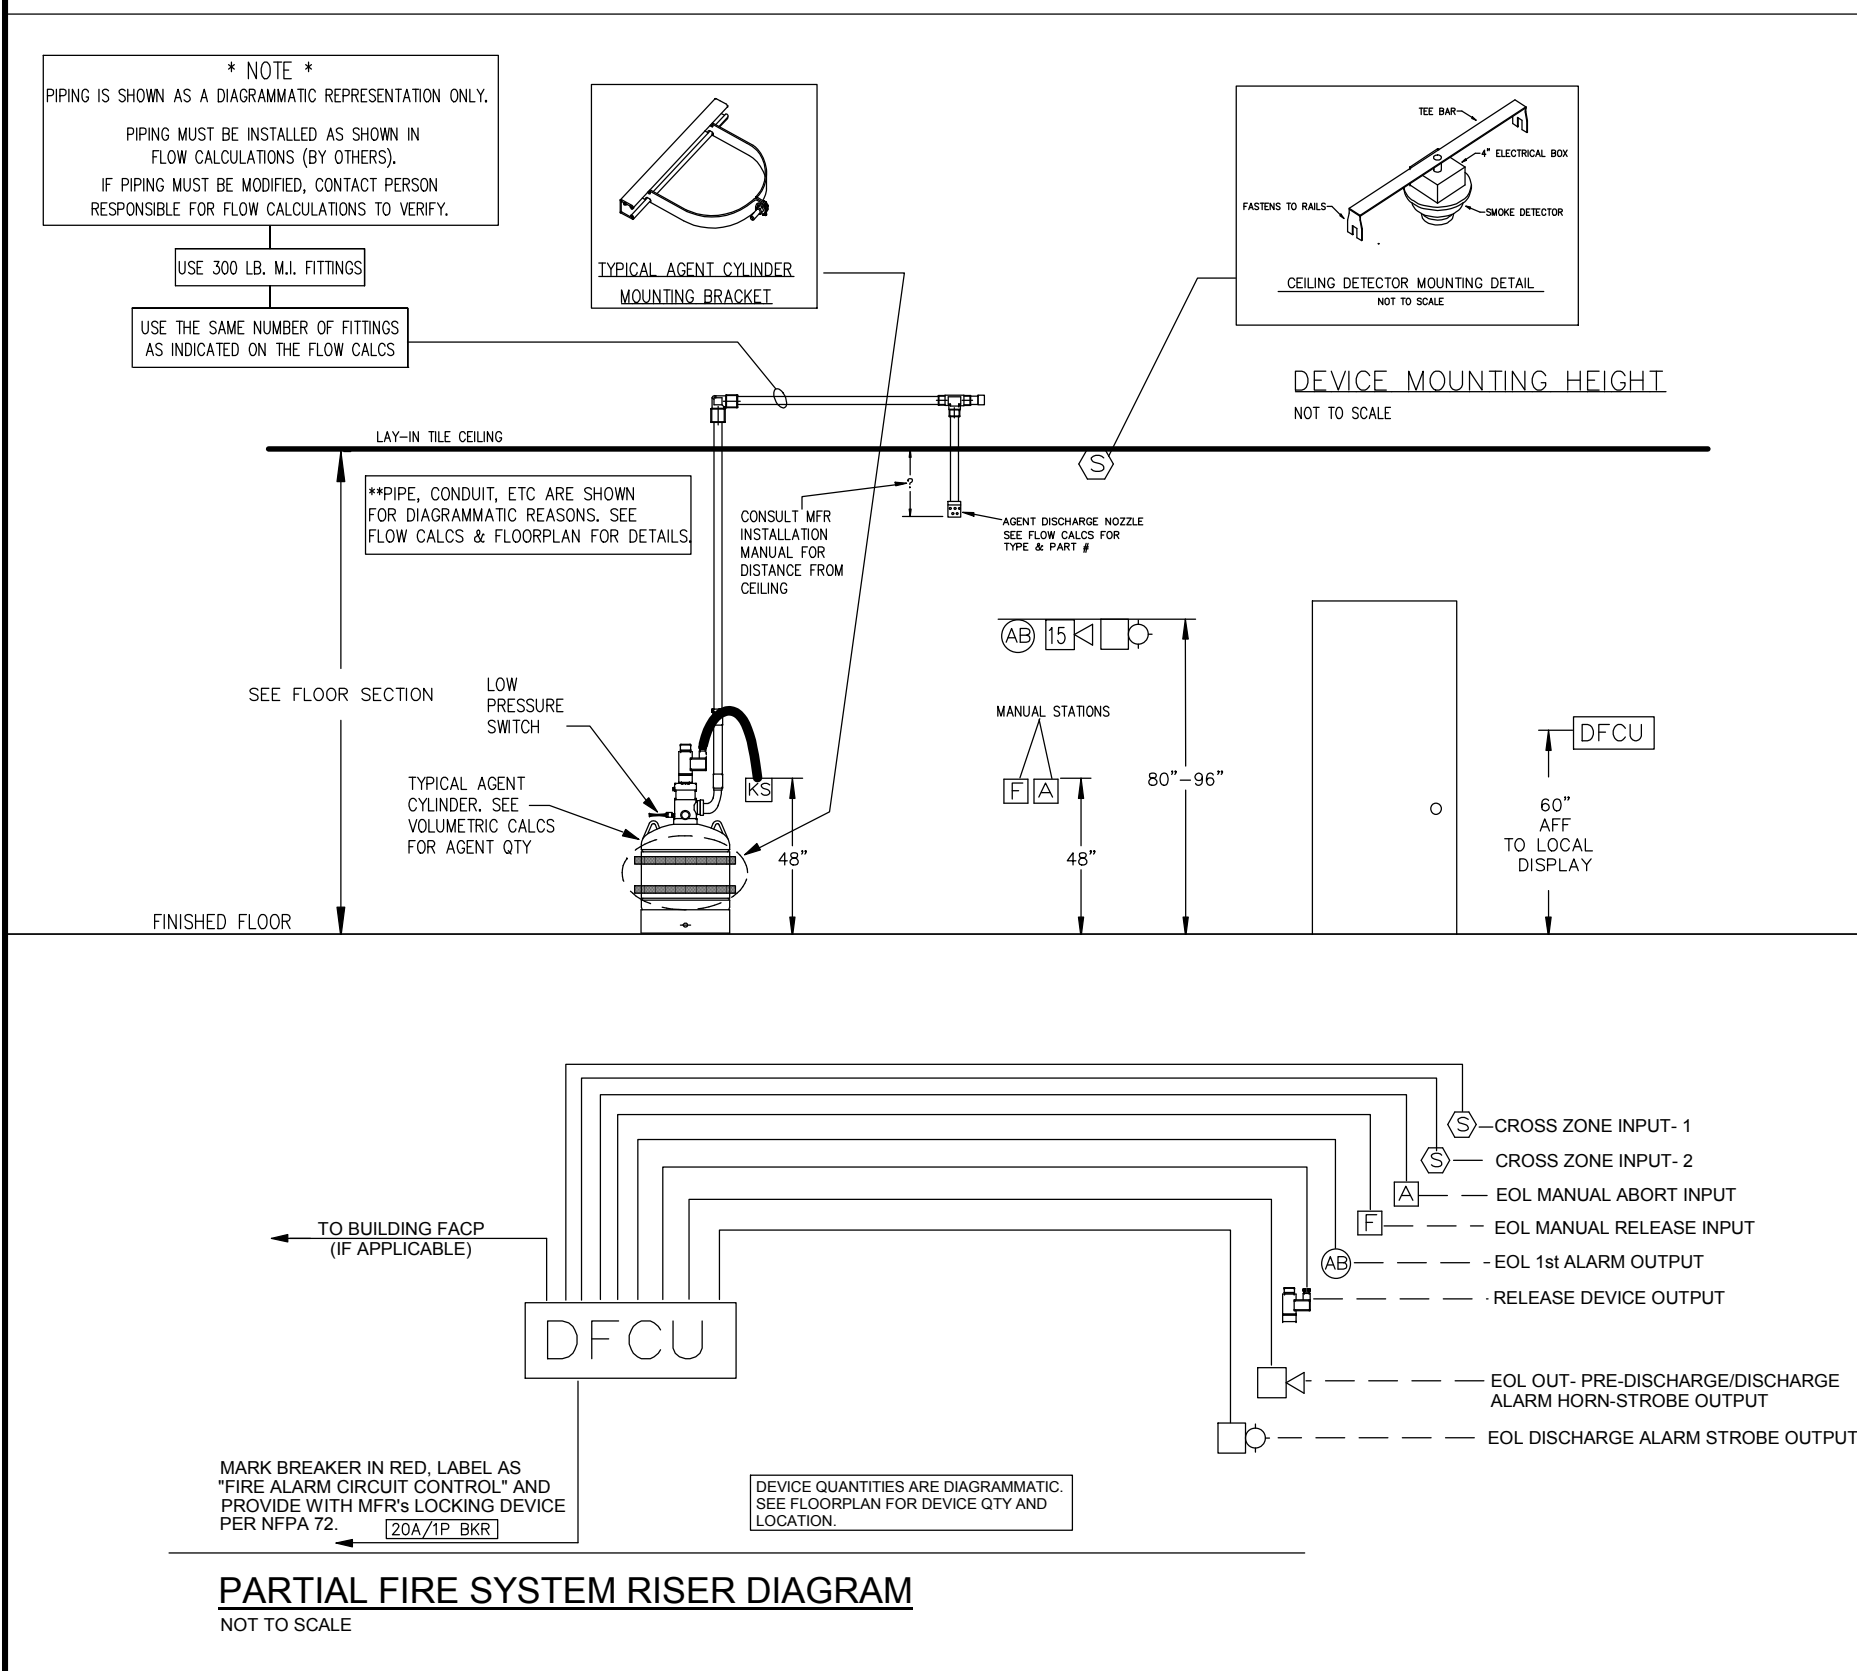 * NOTE *
PIPING IS SHOWN AS A DIAGRAMMATIC REPRESENTATION ONLY.
PIPING MUST BE INSTALLED AS SHOWN IN
FLOW CALCULATIONS (BY OTHERS).
IF PIPING MUST BE MODIFIED, CONTACT PERSON
RESPONSIBLE FOR FLOW CALCULATIONS TO VERIFY.
USE 300 LB. M.I. FITTINGS
USE THE SAME NUMBER OF FITTINGS
AS INDICATED ON THE FLOW CALCS
TYPICAL AGENT CYLINDER
MOUNTING BRACKET
TEE BAR
4" ELECTRICAL BOX
FASTENS TO RAILS
SMOKE DETECTOR
CEILING DETECTOR MOUNTING DETAIL
NOT TO SCALE
DEVICE MOUNTING HEIGHT
NOT TO SCALE
LAY-IN TILE CEILING
S
**PIPE, CONDUIT, ETC ARE SHOWN
FOR DIAGRAMMATIC REASONS. SEE
FLOW CALCS & FLOORPLAN FOR DETAILS.
?
CONSULT MFR
INSTALLATION
MANUAL FOR
DISTANCE FROM
CEILING
AGENT DISCHARGE NOZZLE
SEE FLOW CALCS FOR
TYPE & PART #
AB 15
SEE FLOOR SECTION
LOW
PRESSURE
SWITCH
MANUAL STATIONS
F A
DFCU
TYPICAL AGENT
CYLINDER. SEE
VOLUMETRIC CALCS
FOR AGENT QTY
KS
48"
48"
80"-96"
60"
AFF
TO LOCAL
DISPLAY
FINISHED FLOOR
S CROSS ZONE INPUT- 1
S CROSS ZONE INPUT- 2
A EOL MANUAL ABORT INPUT
F EOL MANUAL RELEASE INPUT
AB EOL 1st ALARM OUTPUT
RELEASE DEVICE OUTPUT
EOL OUT- PRE-DISCHARGE/DISCHARGE
ALARM HORN-STROBE OUTPUT
EOL DISCHARGE ALARM STROBE OUTPUT
TO BUILDING FACP
(IF APPLICABLE)
DFCU
MARK BREAKER IN RED, LABEL AS
"FIRE ALARM CIRCUIT CONTROL" AND
PROVIDE WITH MFR's LOCKING DEVICE
PER NFPA 72.
20A/1P BKR
DEVICE QUANTITIES ARE DIAGRAMMATIC.
SEE FLOORPLAN FOR DEVICE QTY AND
LOCATION.
PARTIAL FIRE SYSTEM RISER DIAGRAM
NOT TO SCALE